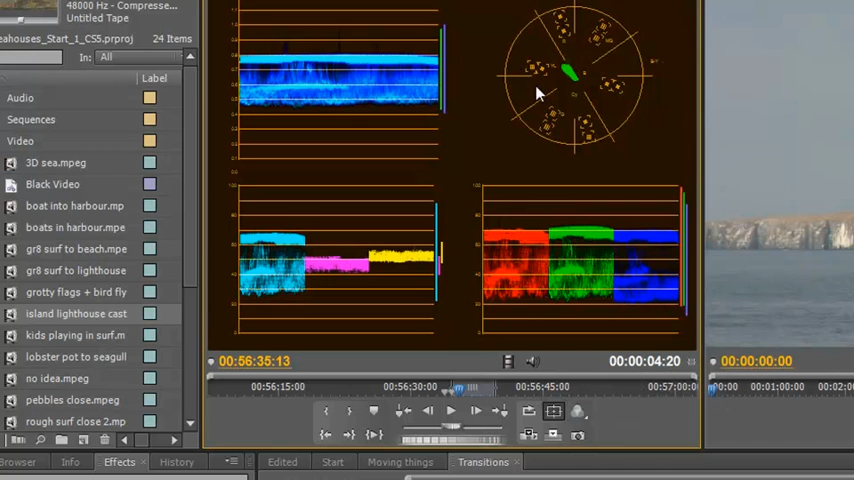 48000 Hz - Compresse..
Untitled Tape
eahouses_Start_1_CS5.prproj
24 Items
In: All
Label
Audio
Sequences
Video
3D sea.mpeg
Black Video
boat into harbour.mp
boats in harbour.mpe
gr8 surf to beach.mpe
gr8 surf to lighthouse
grotty flags + bird fly
island lighthouse cast
kids playing in surf.m
lobster pot to seagull
no idea.mpeg
pebbles close.mpeg
rough surf close 2.mp
00:56:35:13
00:00:04:20
00:00:00:00
00:56:15:00
00:56:30:00
00:56:45:00
00:57:00:0
00:00
00:01:00:00
00:02
Browser
Info
Effects
History
Edited
Start
Moving things
Transitions